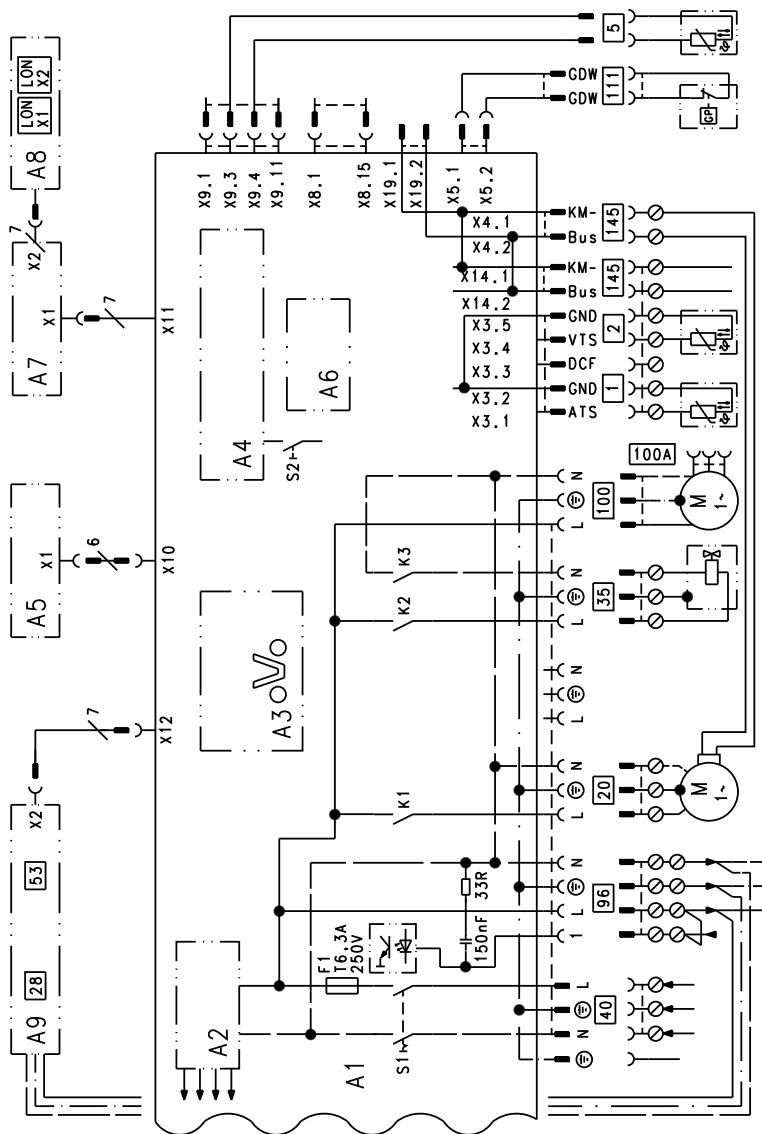 5
GDW
GDW
111
GP
LON
X2
LON
X1
A8
7
X2
X1
A7
7
X11
X9.1
X9.3
X9.4
X9.11
X8.1
X8.15
X19.1
X19.2
X5.1
X5.2
X4.1
X4.2
X14.1
X14.2
X3.5
X3.4
X3.3
X3.2
X3.1
KM-
Bus
145
KM-
Bus
145
GND
VTS
2
DCF
GND
ATS
1
A4
A6
S2
100A
N
L
100
M
1~
X1
A5
6
X10
K3
K2
N
L
35
A3
X12
7
N
L
K1
N
L
20
M
1~
X2
53
28
A9
33R
150nF
N
L
1
96
F1
T6,3A
250V
A2
A1
S1
L
N
40